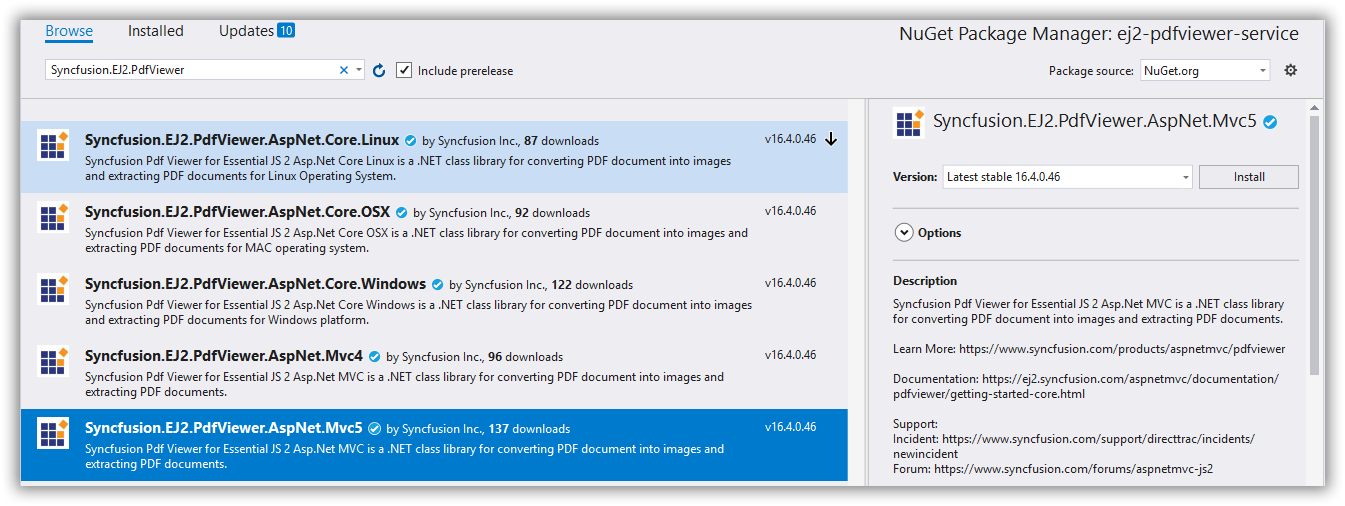 Browse Installed Updates 10
NuGet Package Manager: ej2-pdfviewer-service
Syncfusion.EJ2.PdfViewer
Include prerelease
Package source: NuGet.org
Syncfusion.EJ2.PdfViewer.AspNet.Core.Linux by Syncfusion Inc., 87 downloads v16.4.0.46
Syncfusion Pdf Viewer for Essential JS 2 Asp.Net Core Linux is a .NET class library for converting PDF document into images
and extracting PDF documents for Linux Operating System.
Syncfusion.EJ2.PdfViewer.AspNet.Core.OSX by Syncfusion Inc., 92 downloads v16.4.0.46
Syncfusion Pdf Viewer for Essential JS 2 Asp.Net Core OSX is a .NET class library for converting PDF document into images and
extracting PDF documents for MAC operating system.
Syncfusion.EJ2.PdfViewer.AspNet.Core.Windows by Syncfusion Inc., 122 downloads v16.4.0.46
Syncfusion Pdf Viewer for Essential JS 2 Asp.Net Core Windows is a .NET class library for converting PDF document into images
and extracting PDF documents for Windows platform.
Syncfusion.EJ2.PdfViewer.AspNet.Mvc4 by Syncfusion Inc., 96 downloads v16.4.0.46
Syncfusion Pdf Viewer for Essential JS 2 Asp.Net MVC is a .NET class library for converting PDF document into images and
extracting PDF documents.
Syncfusion.EJ2.PdfViewer.AspNet.Mvc5 by Syncfusion Inc., 137 downloads v16.4.0.46
Syncfusion Pdf Viewer for Essential JS 2 Asp.Net MVC is a .NET class library for converting PDF document into images and
extracting PDF documents.
Syncfusion.EJ2.PdfViewer.AspNet.Mvc5
Version: Latest stable 16.4.0.46 Install
Options
Description
Syncfusion Pdf Viewer for Essential JS 2 Asp.Net MVC is a .NET class library
for converting PDF document into images and extracting PDF documents.
Learn More: https://www.syncfusion.com/products/aspnetmvc/pdfviewer
Documentation: https://ej2.syncfusion.com/aspnetmvc/documentation/
pdfviewer/getting-started-core.html
Support:
Incident: https://www.syncfusion.com/support/directtrac/incidents/
newincident
Forum: https://www.syncfusion.com/forums/aspnetmvc-js2